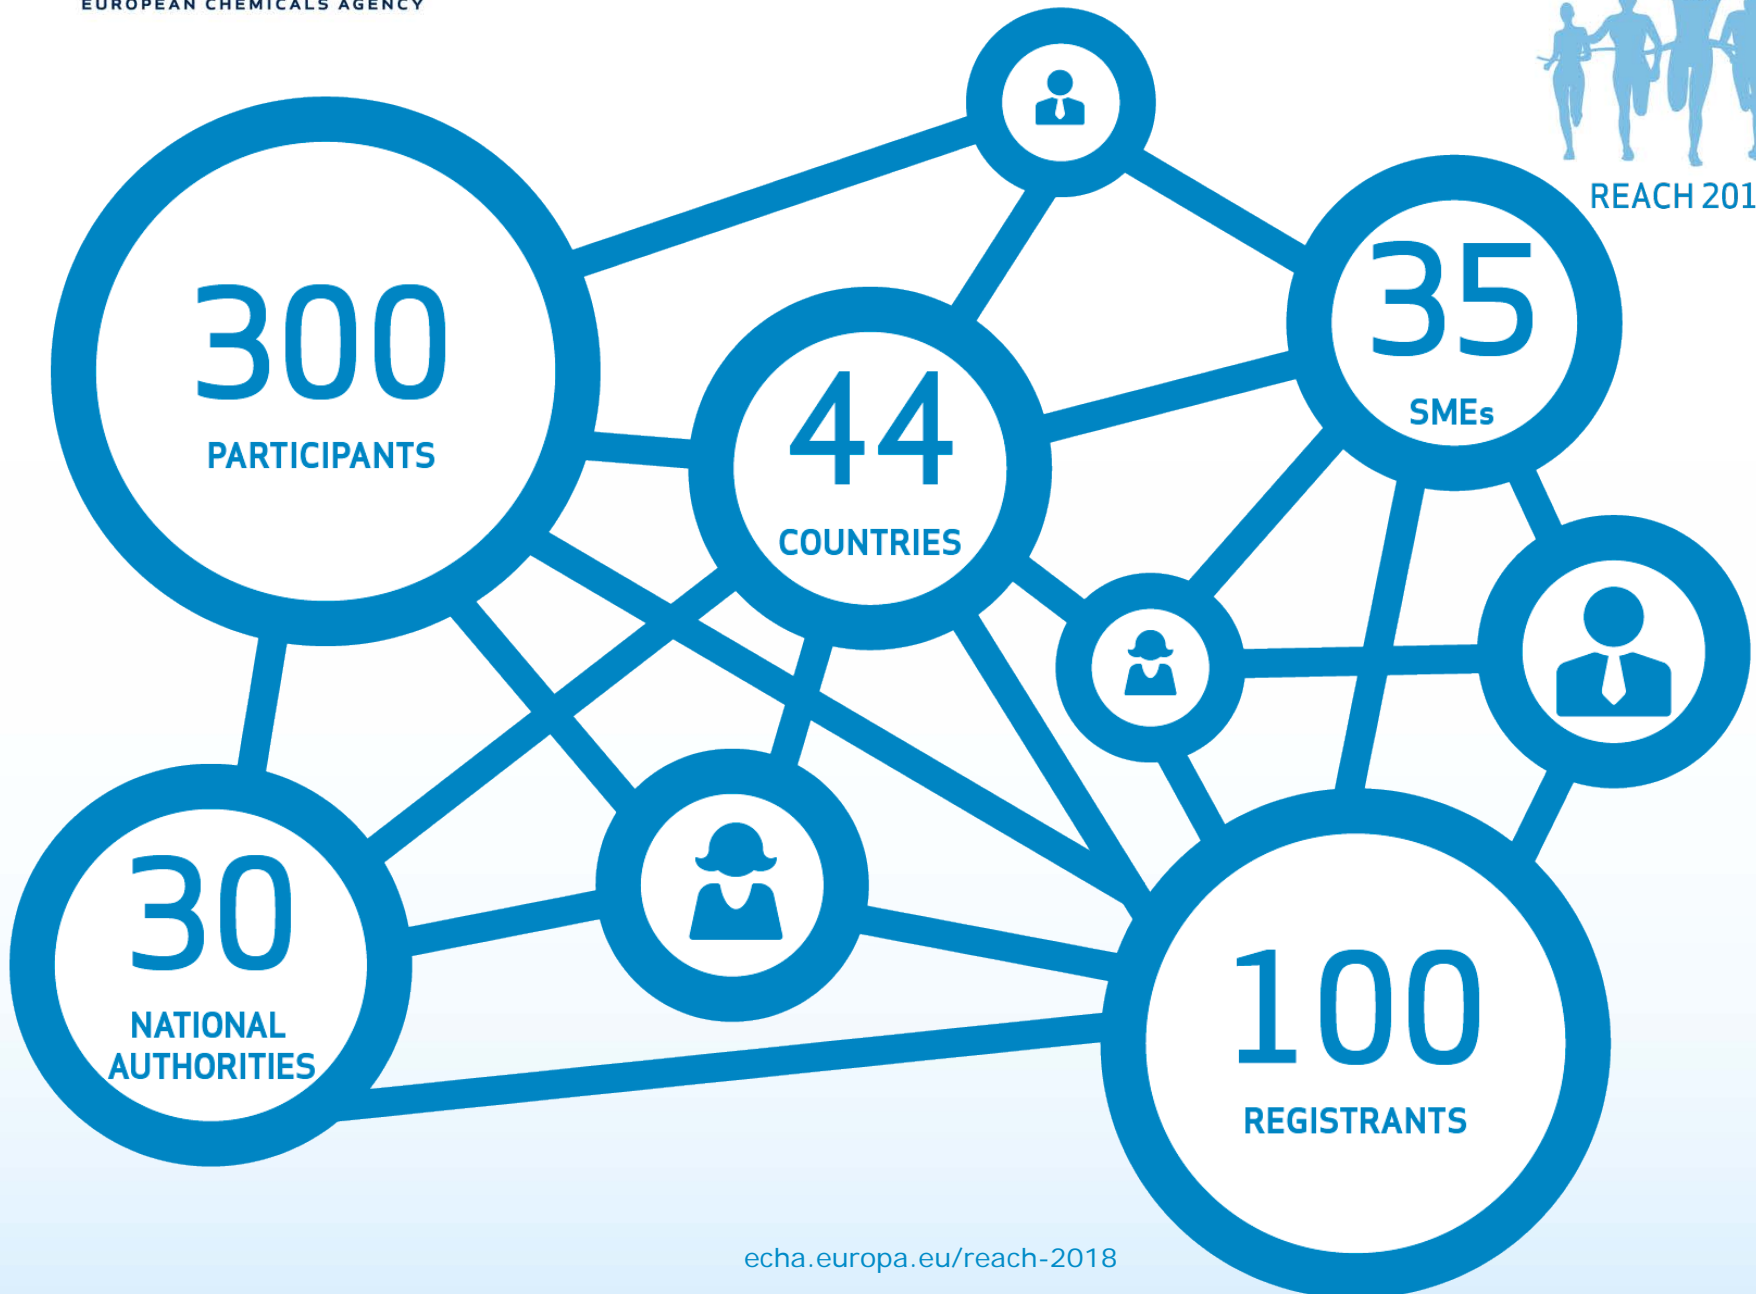 EUROPEAN CHEMICALS AGENCY
REACH 201
300
PARTICIPANTS
44
COUNTRIES
35
SMEs
30
NATIONAL
AUTHORITIES
100
REGISTRANTS
echa.europa.eu/reach-2018